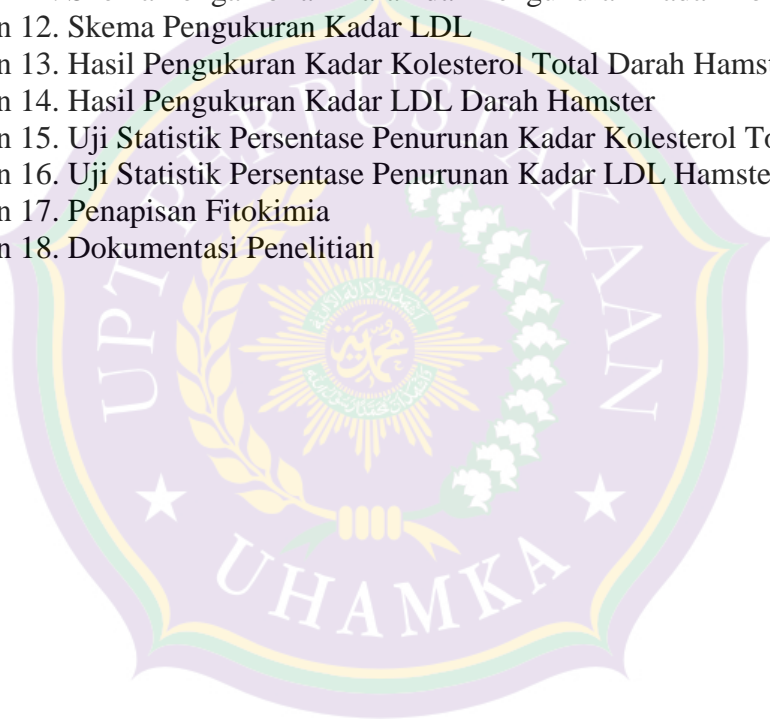 n 12. Skema Pengukuran Kadar LDL
n 13. Hasil Pengukuran Kadar Kolesterol Total Darah Hamst
n 14. Hasil Pengukuran Kadar LDL Darah Hamster
n 15. Uji Statistik Persentase Penurunan Kadar Kolesterol To
n 16. Uji Statistik Persentase Penurunan Kadar LDL Hamste
n 17. Penapisan Fitokimia
n 18. Dokumentasi Penelitian
UPT PERPUSTAKAAN
UHAMKA